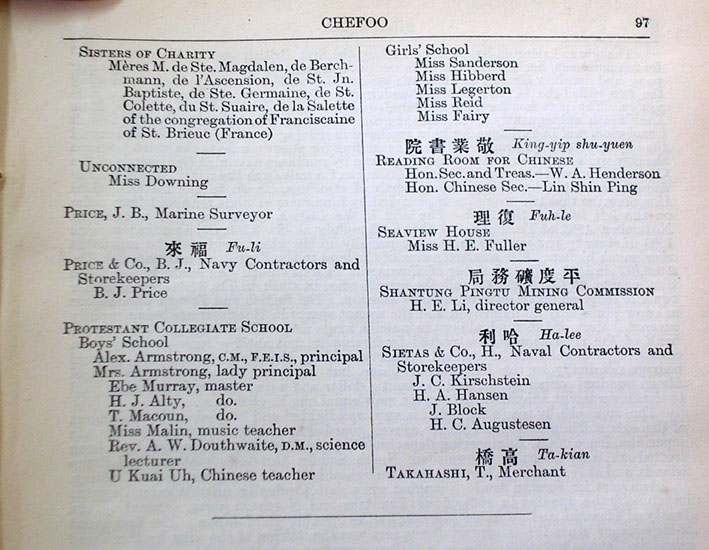 CHEFOO 97
SISTERS OF CHARITY
Mères M. de Ste. Magdalen, de Berch-
mann, de l'Ascension, de St. Jn.
Baptiste, de Ste. Germaine, de St.
Colette, du St. Suaire, de la Salette
of the congregation of Franciscaine
of St. Brieuc (France)
UNCONNECTED
Miss Downing
PRICE, J. B., Marine Surveyor
來福 Fu-li
PRICE & Co., B. J., Navy Contractors and
Storekeepers
B. J. Price
PROTESTANT COLLEGIATE SCHOOL
Boys' School
Alex. Armstrong, C.M., F.E.I.S., principal
Mrs. Armstrong, lady principal
Ebe Murray, master
H. J. Alty, do.
T. Macoun, do.
Miss Malin, music teacher
Rev. A. W. Douthwaite, D.M., science
lecturer
U Kuai Uh, Chinese teacher
Girls' School
Miss Sanderson
Miss Hibberd
Miss Legerton
Miss Reid
Miss Fairy
院書業敬 King-yip shu-yuen
READING ROOM FOR CHINESE
Hon. Sec. and Treas.—W. A. Henderson
Hon. Chinese Sec.—Lin Shin Ping
理復 Fuh-le
SEAVIEW HOUSE
Miss H. E. Fuller
局務礦度平
SHANTUNG PINGTU MINING COMMISSION
H. E. Li, director general
利哈 Ha-lee
SIETAS & Co., H., Naval Contractors and
Storekeepers
J. C. Kirschstein
H. A. Hansen
J. Block
H. C. Augustesen
橋高 Ta-kian
TAKAHASHI, T., Merchant